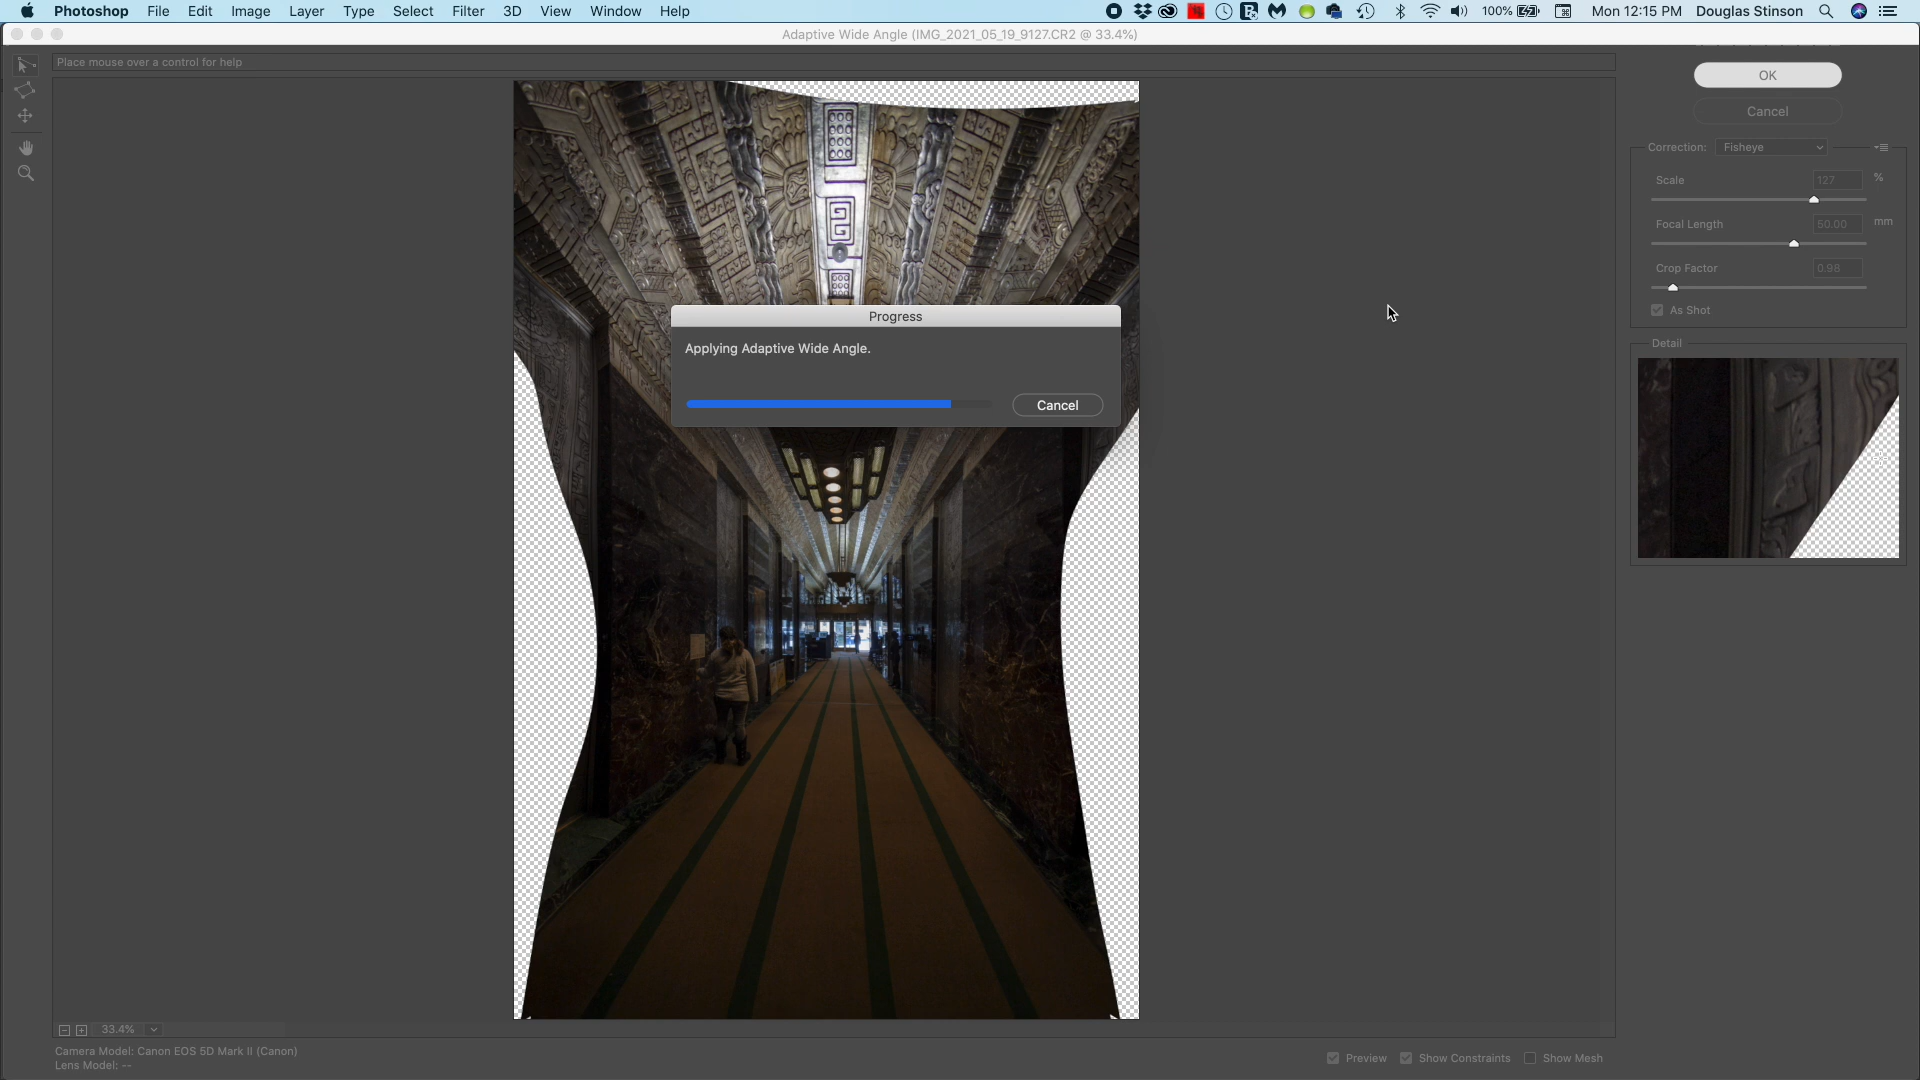 Photoshop File Edit Image Layer Type Select Filter 3D View Window Help 100% Mon 12:15 PM Douglas Stinson
Adaptive Wide Angle (IMG_2021_05_19_9127.CR2 @ 33.4%)
Place mouse over a control for help
OK
Cancel
Correction: Fisheye
Scale 127 %
Focal Length 50.00 mm
Crop Factor 0.98
As Shot
Progress
Applying Adaptive Wide Angle.
Cancel
Detail
33.4%
Camera Model: Canon EOS 5D Mark II (Canon)
Lens Model: --
Preview Show Constraints Show Mesh